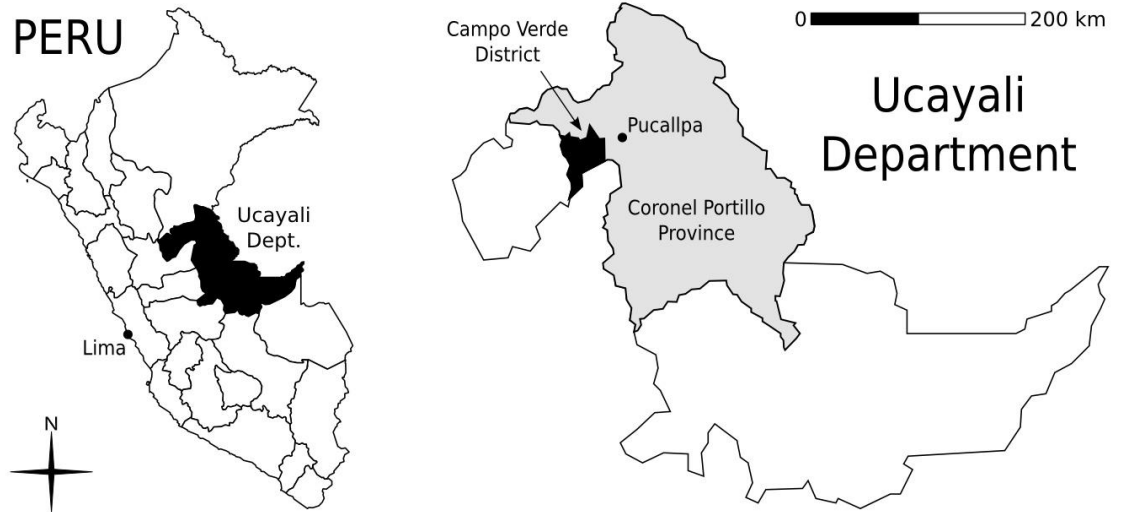 PERU
Ucayali
Dept.
Lima
N
Campo Verde
District
Pucallpa
Coronel Portillo
Province
0 200 km
Ucayali
Department